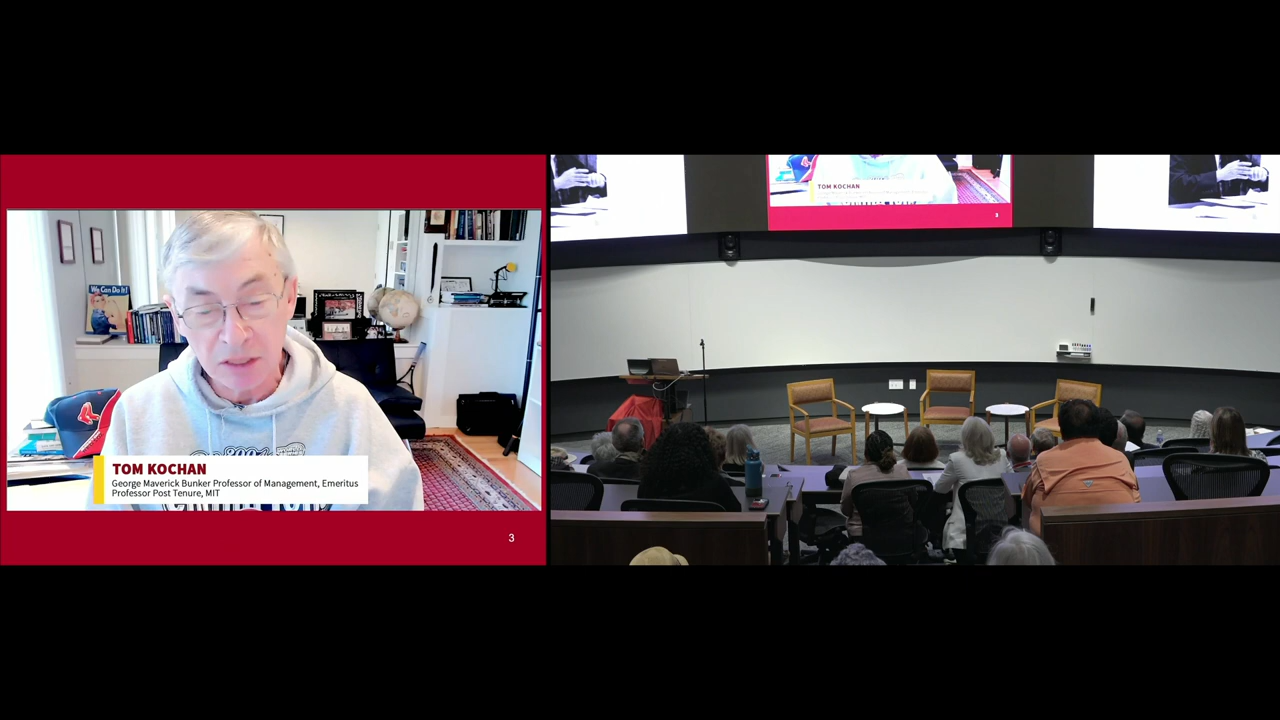 We Can Do It!
TOM KOCHAN
George Maverick Bunker Professor of Management, Emeritus
Professor Post Tenure, MIT
3
TOM KOCHAN
3